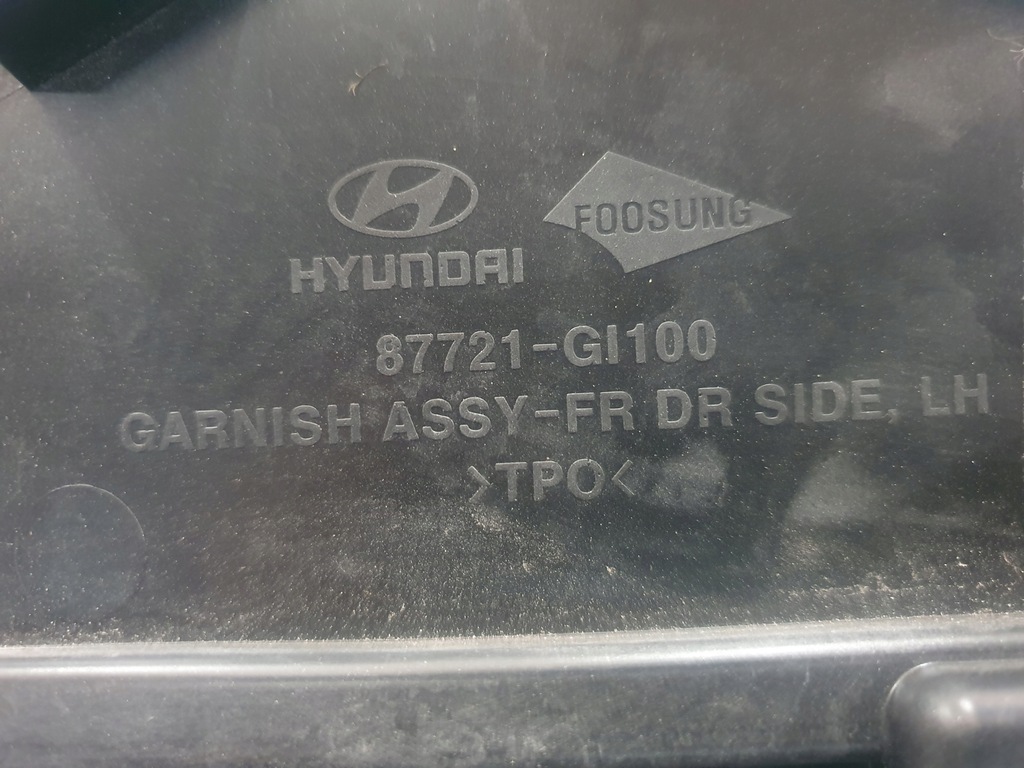 HYUNDAI
FOOSUNG
87721-GI100
GARNISH ASSY-FR DR SIDE, LH
>TPO<